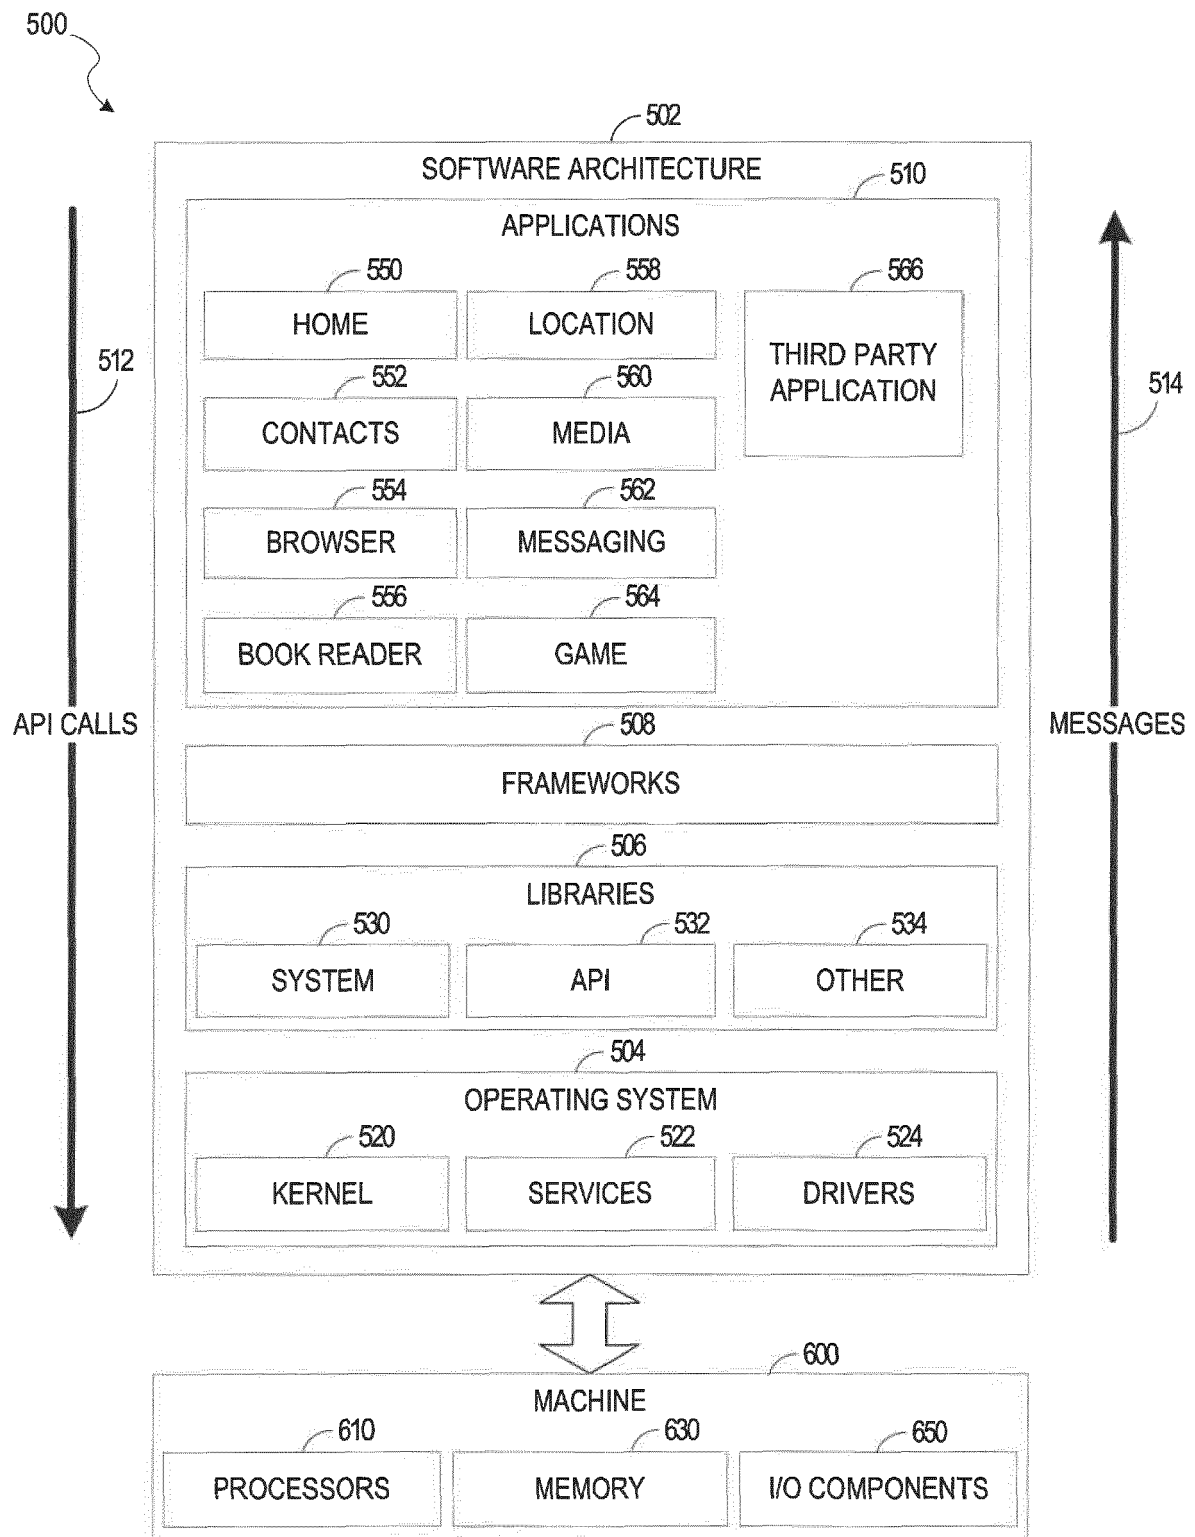 500
502
SOFTWARE ARCHITECTURE
510
APPLICATIONS
550
558
566
HOME
LOCATION
THIRD PARTY
APPLICATION
512
514
552
560
CONTACTS
MEDIA
554
562
BROWSER
MESSAGING
556
564
BOOK READER
GAME
API CALLS
MESSAGES
508
FRAMEWORKS
506
LIBRARIES
530
532
534
SYSTEM
API
OTHER
504
OPERATING SYSTEM
520
522
524
KERNEL
SERVICES
DRIVERS
600
MACHINE
610
630
650
PROCESSORS
MEMORY
I/O COMPONENTS